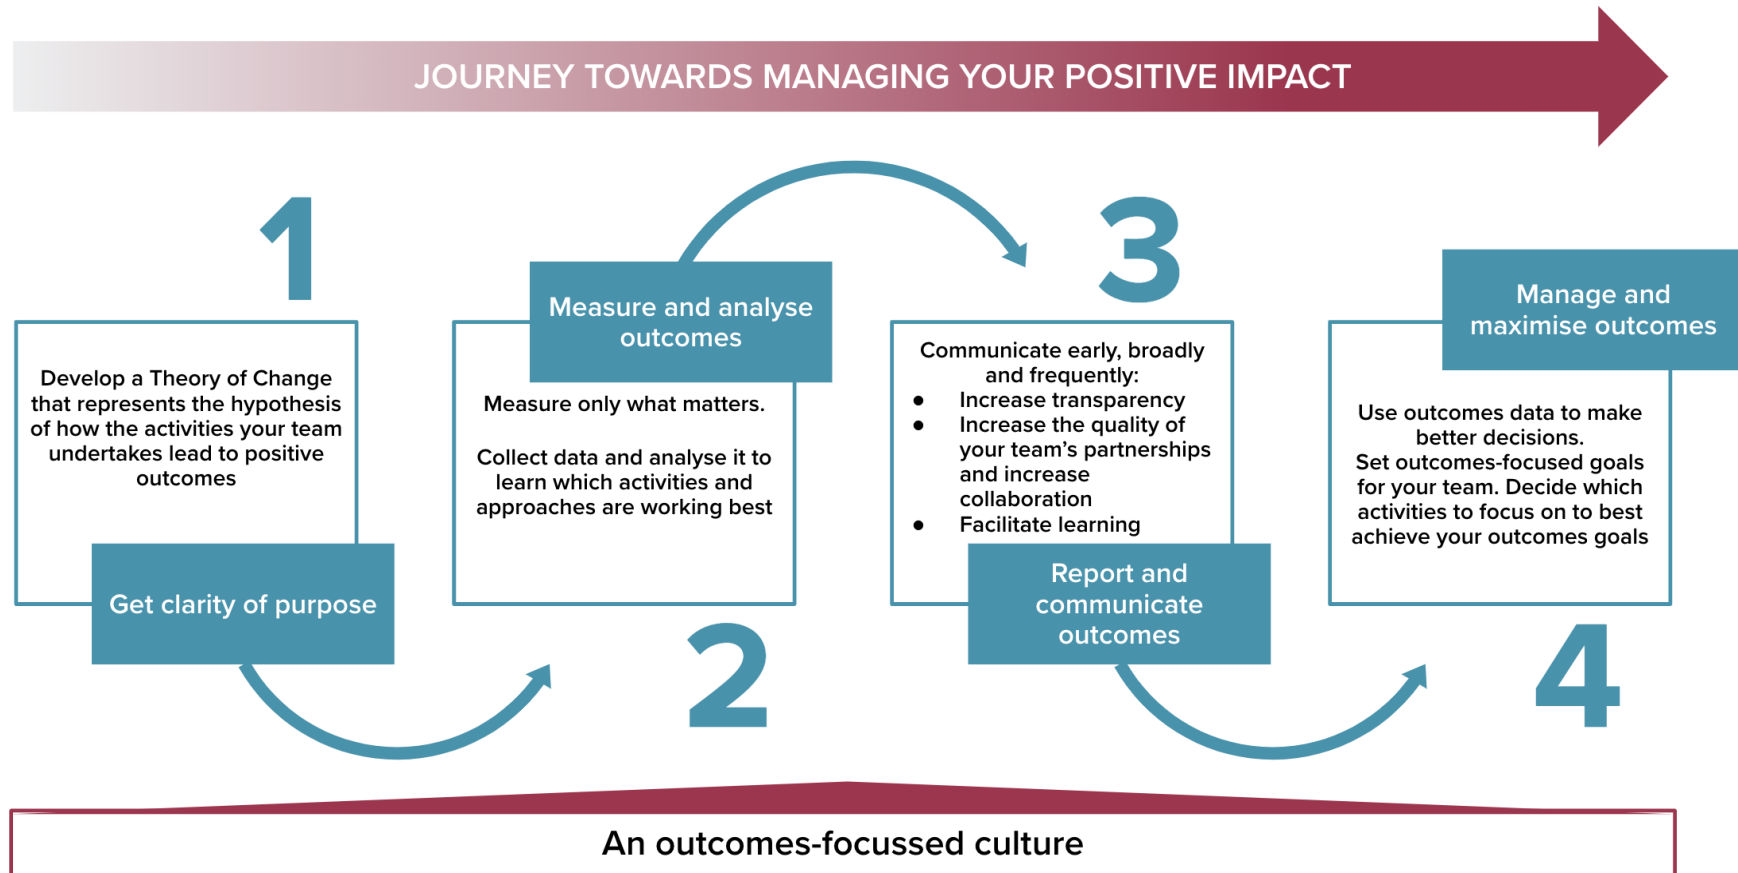 JOURNEY TOWARDS MANAGING YOUR POSITIVE IMPACT
1
Develop a Theory of Change
that represents the hypothesis
of how the activities your team
undertakes lead to positive
outcomes
Get clarity of purpose
Measure and analyse
outcomes
Measure only what matters.
Collect data and analyse it to
learn which activities and
approaches are working best
2
3
Communicate early, broadly
and frequently:
● Increase transparency
● Increase the quality of
your team’s partnerships
and increase
collaboration
● Facilitate learning
Report and
communicate
outcomes
Manage and
maximise outcomes
Use outcomes data to make
better decisions.
Set outcomes-focused goals
for your team. Decide which
activities to focus on to best
achieve your outcomes goals
4
An outcomes-focussed culture